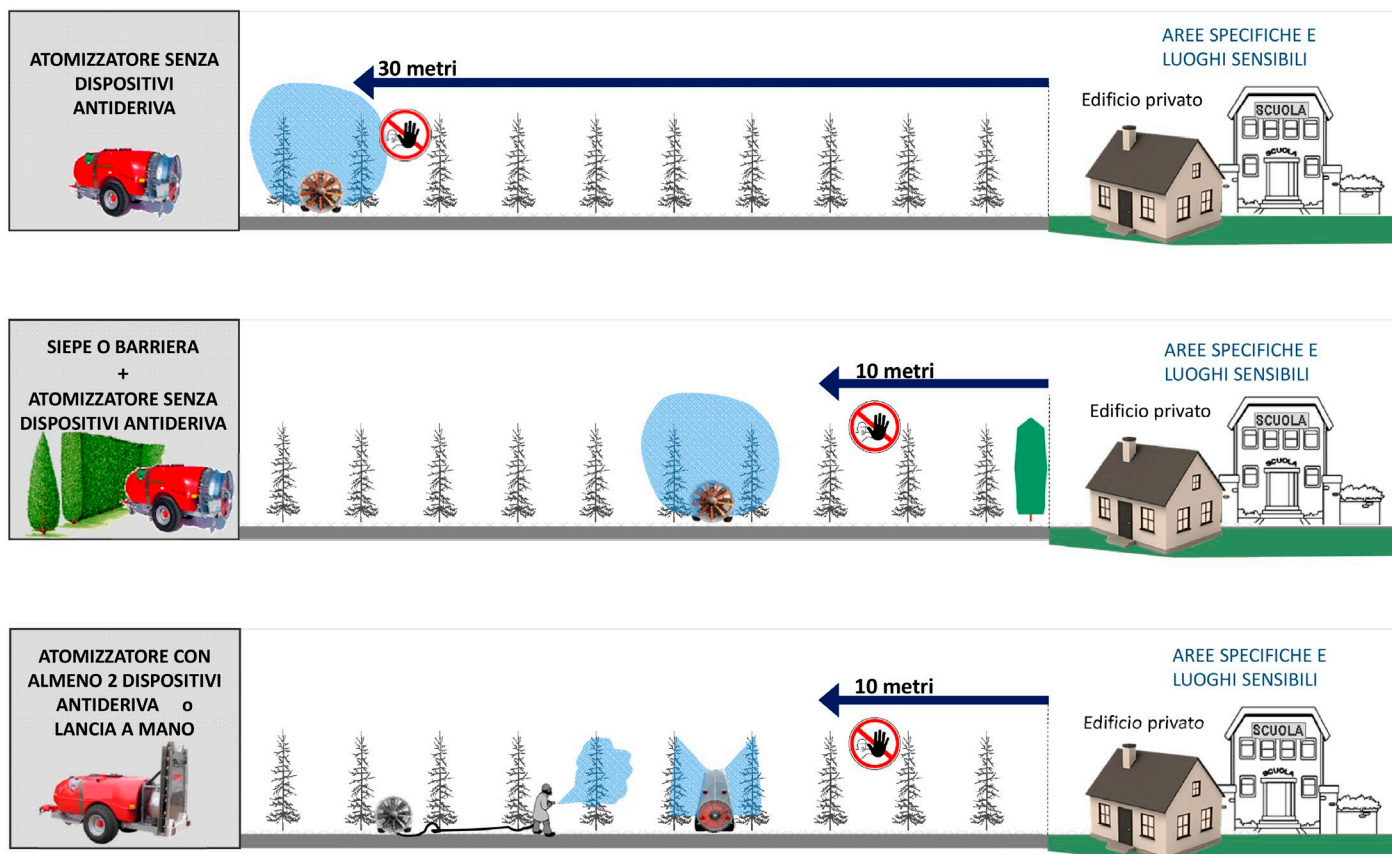 ATOMIZZATORE SENZA
DISPOSITIVI
ANTIDERIVA
30 metri
AREE SPECIFICHE E
LUOGHI SENSIBILI
Edificio privato
SCUOLA
SCUOLA
SIEPE O BARRIERA
+
ATOMIZZATORE SENZA
DISPOSITIVI ANTIDERIVA
10 metri
AREE SPECIFICHE E
LUOGHI SENSIBILI
Edificio privato
SCUOLA
SCUOLA
ATOMIZZATORE CON
ALMENO 2 DISPOSITIVI
ANTIDERIVA o
LANCIA A MANO
10 metri
AREE SPECIFICHE E
LUOGHI SENSIBILI
Edificio privato
SCUOLA
SCUOLA